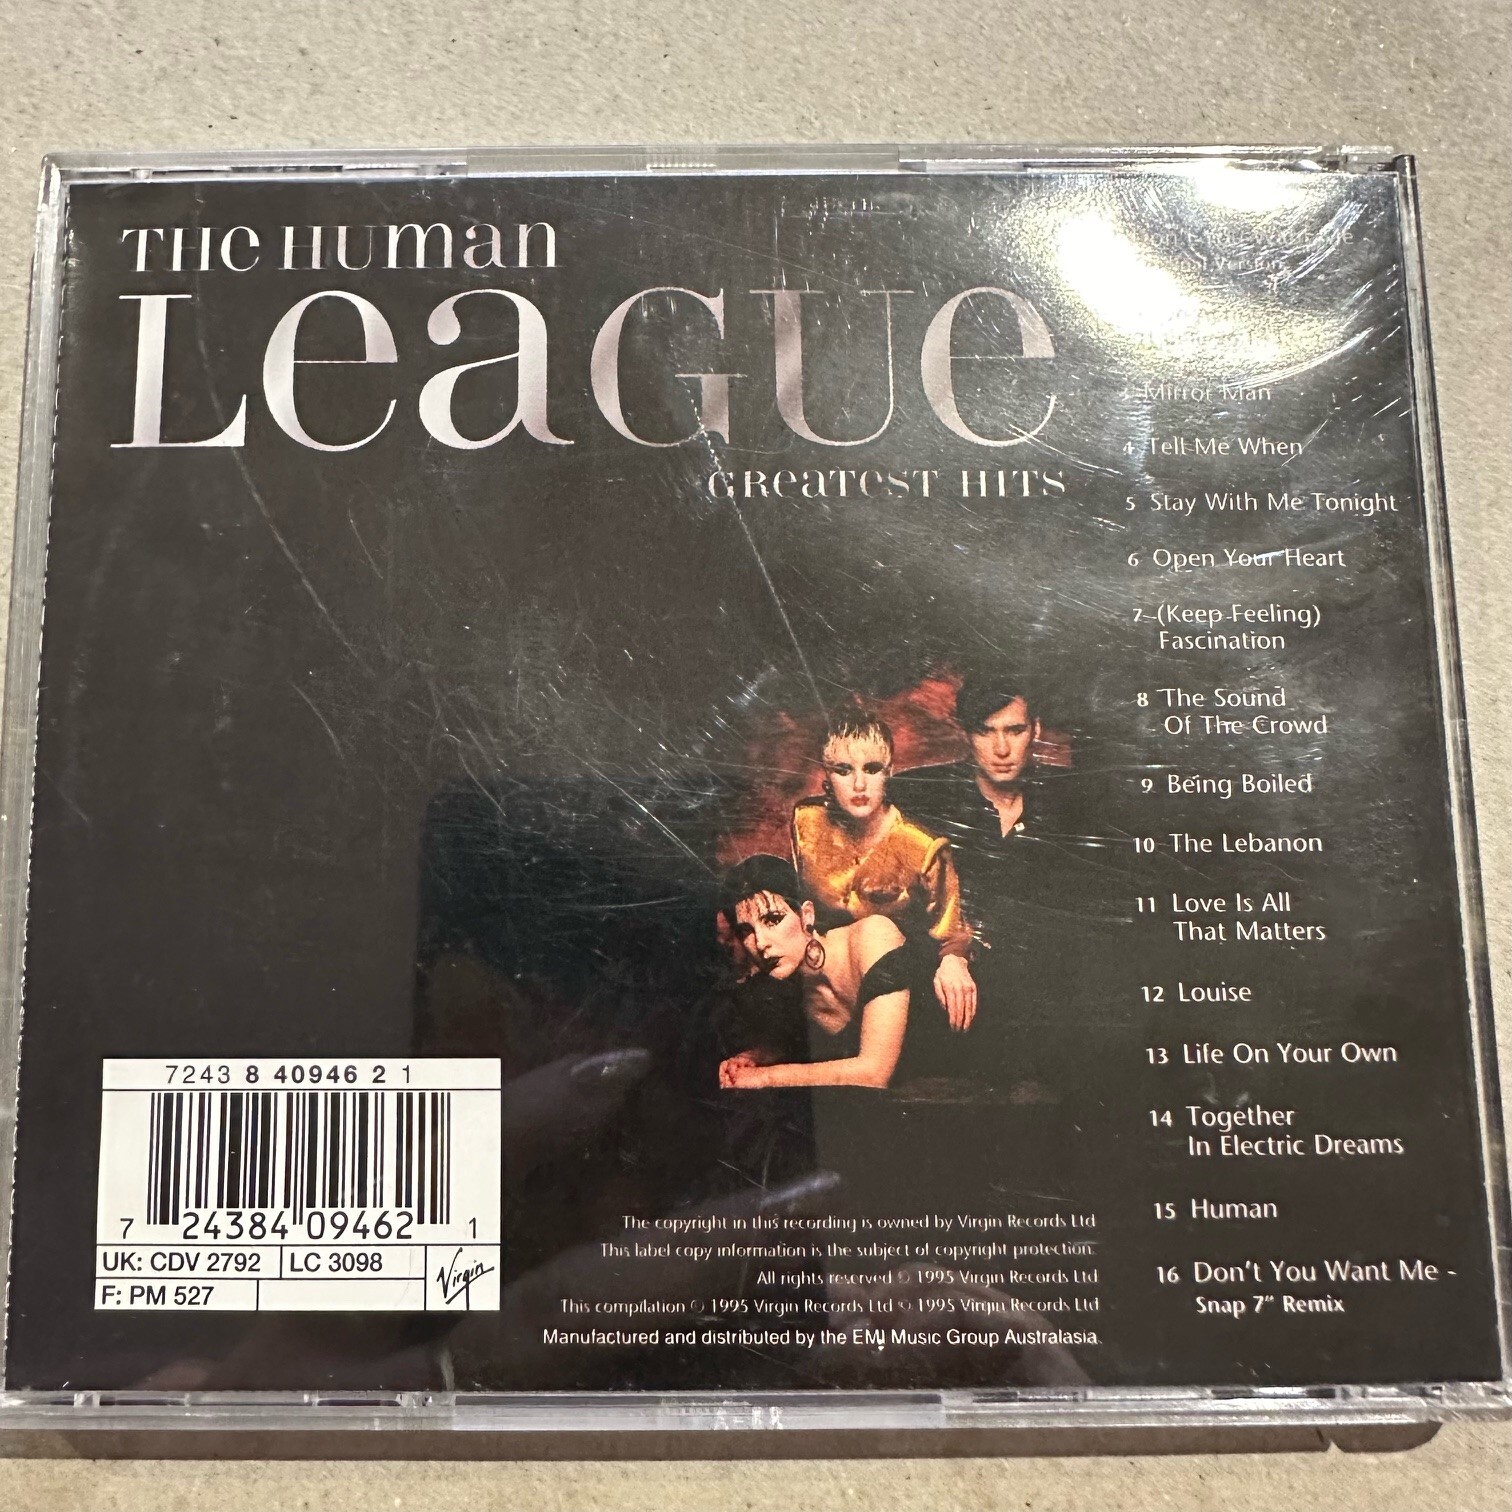 THE HUMAN
LEAGUE
GREATEST HITS
Version
3 Mirror Man
4 Tell Me When
5 Stay With Me Tonight
6 Open Your Heart
7 (Keep Feeling)
Fascination
8 The Sound
Of The Crowd
9 Being Boiled
10 The Lebanon
11 Love Is All
That Matters
12 Louise
13 Life On Your Own
14 Together
In Electric Dreams
15 Human
16 Don't You Want Me -
Snap 7" Remix
7243 8 40946 2 1
7 24384 09462 1
UK: CDV 2792 LC 3098
F: PM 527
Virgin
The copyright in this recording is owned by Virgin Records Ltd
This label copy information is the subject of copyright protection.
All rights reserved © 1995 Virgin Records Ltd
This compilation ℗ 1995 Virgin Records Ltd © 1995 Virgin Records Ltd
Manufactured and distributed by the EMI Music Group Australasia.